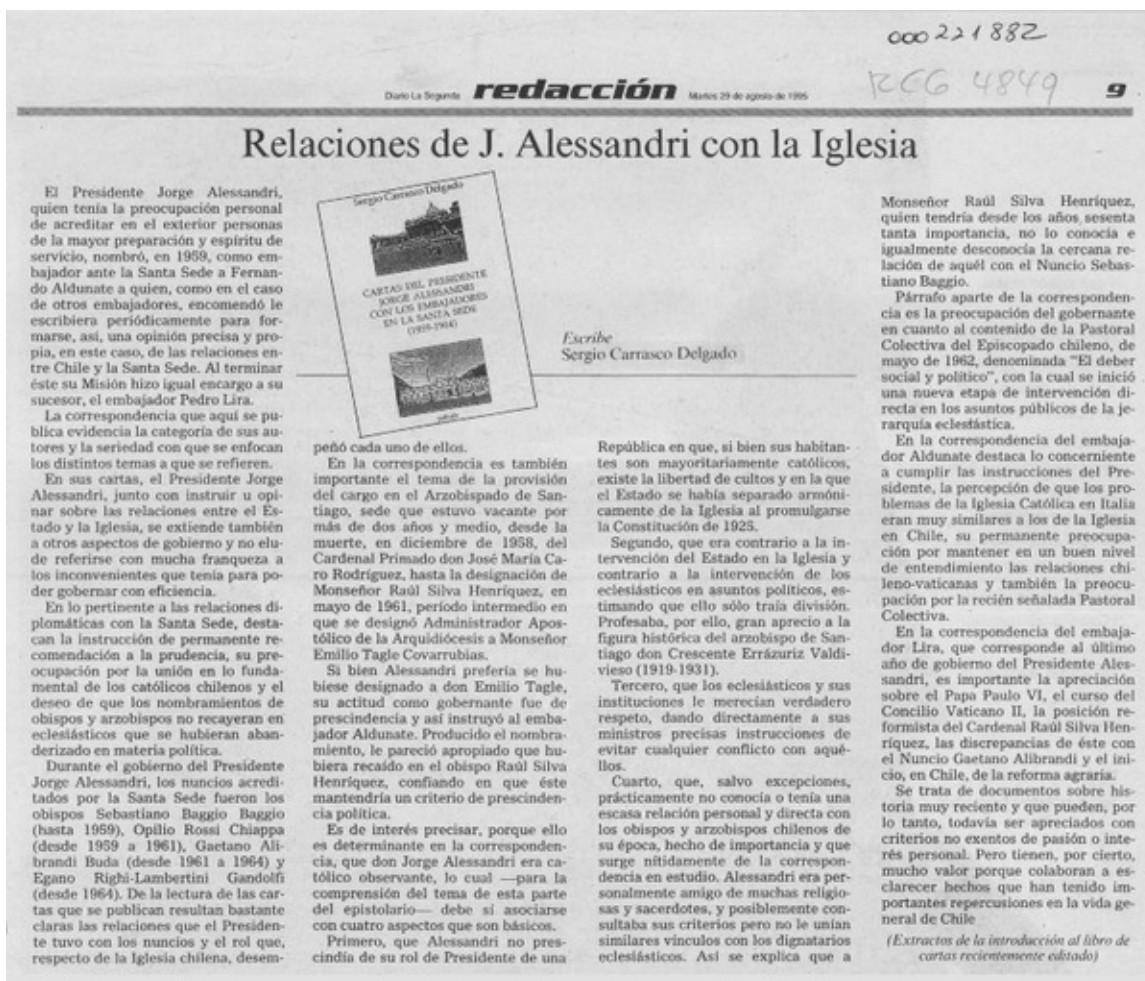 000221882
REG 4849
Diario La Segunda redacción Martes 29 de agosto de 1995 9
Relaciones de J. Alessandri con la Iglesia
El Presidente Jorge Alessandri,
quien tenía la preocupación personal
de acreditar en el exterior personas
de la mayor preparación y espíritu de
servicio, nombró, en 1959, como em-
bajador ante la Santa Sede a Fernan-
do Aldunate a quien, como en el caso
de otros embajadores, encomendó le
escribiera periódicamente para for-
marse, así, una opinión precisa y pro-
pia, en este caso, de las relaciones en-
tre Chile y la Santa Sede. Al terminar
éste su Misión hizo igual encargo a su
sucesor, el embajador Pedro Lira.
La correspondencia que aquí se pu-
blica evidencia la categoría de sus au-
tores y la seriedad con que se enfocan
los distintos temas a que se refieren.
En sus cartas, el Presidente Jorge
Alessandri, junto con instruir u opi-
nar sobre las relaciones entre el Es-
tado y la Iglesia, se extiende también
a otros aspectos de gobierno y no elu-
de referirse con mucha franqueza a
los inconvenientes que tenía para po-
der gobernar con eficiencia.
En lo pertinente a las relaciones di-
plomáticas con la Santa Sede, desta-
can la instrucción de permanente re-
comendación a la prudencia, su pre-
ocupación por la unión en lo funda-
mental de los católicos chilenos y el
deseo de que los nombramientos de
obispos y arzobispos no recayeran en
eclesiásticos que se hubieran aban-
derizado en materia política.
Durante el gobierno del Presidente
Jorge Alessandri, los nuncios acredi-
tados por la Santa Sede fueron los
obispos Sebastiano Baggio Baggio
(hasta 1959), Opilio Rossi Chiappa
(desde 1959 a 1961), Gaetano Ali-
brandi Buda (desde 1961 a 1964) y
Egano Righi-Lambertini Gandolfi
(desde 1964). De la lectura de las car-
tas que se publican resultan bastante
claras las relaciones que el Presiden-
te tuvo con los nuncios y el rol que,
respecto de la Iglesia chilena, desem-
Sergio Carrasco Delgado
CARTAS DEL PRESIDENTE
JORGE ALESSANDRI
CON LOS EMBAJADORES
EN LA SANTA SEDE
(1959-1964)
Escribe
Sergio Carrasco Delgado
peñó cada uno de ellos.
En la correspondencia es también
importante el tema de la provisión
del cargo en el Arzobispado de San-
tiago, sede que estuvo vacante por
más de dos años y medio, desde la
muerte, en diciembre de 1958, del
Cardenal Primado don José María Ca-
ro Rodríguez, hasta la designación de
Monseñor Raúl Silva Henríquez, en
mayo de 1961, período intermedio en
que se designó Administrador Apos-
tólico de la Arquidiócesis a Monseñor
Emilio Tagle Covarrubias.
Si bien Alessandri prefería se hu-
biese designado a don Emilio Tagle,
su actitud como gobernante fue de
prescindencia y así instruyó al emba-
jador Aldunate. Producido el nombra-
miento, le pareció apropiado que hu-
biera recaído en el obispo Raúl Silva
Henríquez, confiando en que éste
mantendría un criterio de prescinden-
cia política.
Es de interés precisar, porque ello
es determinante en la corresponden-
cia, que don Jorge Alessandri era ca-
tólico observante, lo cual —para la
comprensión del tema de esta parte
del epistolario— debe sí asociarse
con cuatro aspectos que son básicos.
Primero, que Alessandri no pres-
cindía de su rol de Presidente de una
República en que, si bien sus habitan-
tes son mayoritariamente católicos,
existe la libertad de cultos y en la que
el Estado se había separado armóni-
camente de la Iglesia al promulgarse
la Constitución de 1925.
Segundo, que era contrario a la in-
tervención del Estado en la Iglesia y
contrario a la intervención de los
eclesiásticos en asuntos políticos, es-
timando que ello sólo traía división.
Profesaba, por ello, gran aprecio a la
figura histórica del arzobispo de San-
tiago don Crescente Errázuriz Valdi-
vieso (1919-1931).
Tercero, que los eclesiásticos y sus
instituciones le merecían verdadero
respeto, dando directamente a sus
ministros precisas instrucciones de
evitar cualquier conflicto con aqué-
llos.
Cuarto, que, salvo excepciones,
prácticamente no conocía o tenía una
escasa relación personal y directa con
los obispos y arzobispos chilenos de
su época, hecho de importancia y que
surge nítidamente de la correspon-
dencia en estudio. Alessandri era per-
sonalmente amigo de muchas religio-
sas y sacerdotes, y posiblemente con-
sultaba sus criterios pero no le unían
similares vínculos con los dignatarios
eclesiásticos. Así se explica que a
Monseñor Raúl Silva Henríquez,
quien tendría desde los años sesenta
tanta importancia, no lo conocía e
igualmente desconocía la cercana re-
lación de aquél con el Nuncio Sebas-
tiano Baggio.
Párrafo aparte de la corresponden-
cia es la preocupación del gobernante
en cuanto al contenido de la Pastoral
Colectiva del Episcopado chileno, de
mayo de 1962, denominada "El deber
social y político", con la cual se inició
una nueva etapa de intervención di-
recta en los asuntos públicos de la je-
rarquía eclestástica.
En la correspondencia del embaja-
dor Aldunate destaca lo concerniente
a cumplir las instrucciones del Pre-
sidente, la percepción de que los pro-
blemas de la Iglesia Católica en Italia
eran muy similares a los de la Iglesia
en Chile, su permanente preocupa-
ción por mantener en un buen nivel
de entendimiento las relaciones chi-
leno-vaticanas y también la preocu-
pación por la recién señalada Pastoral
Colectiva.
En la correspondencia del embaja-
dor Lira, que corresponde al último
año de gobierno del Presidente Ales-
sandri, es importante la apreciación
sobre el Papa Paulo VI, el curso del
Concilio Vaticano II, la posición re-
formista del Cardenal Raúl Silva Hen-
ríquez, las discrepancias de éste con
el Nuncio Gaetano Alibrandi y el ini-
cio, en Chile, de la reforma agraria.
Se trata de documentos sobre his-
toria muy reciente y que pueden, por
lo tanto, todavía ser apreciados con
criterios no exentos de pasión o inte-
rés personal. Pero tienen, por cierto,
mucho valor porque colaboran a es-
clarecer hechos que han tenido im-
portantes repercusiones en la vida ge-
neral de Chile
(Extractos de la introducción al libro de
cartas recientemente editado)